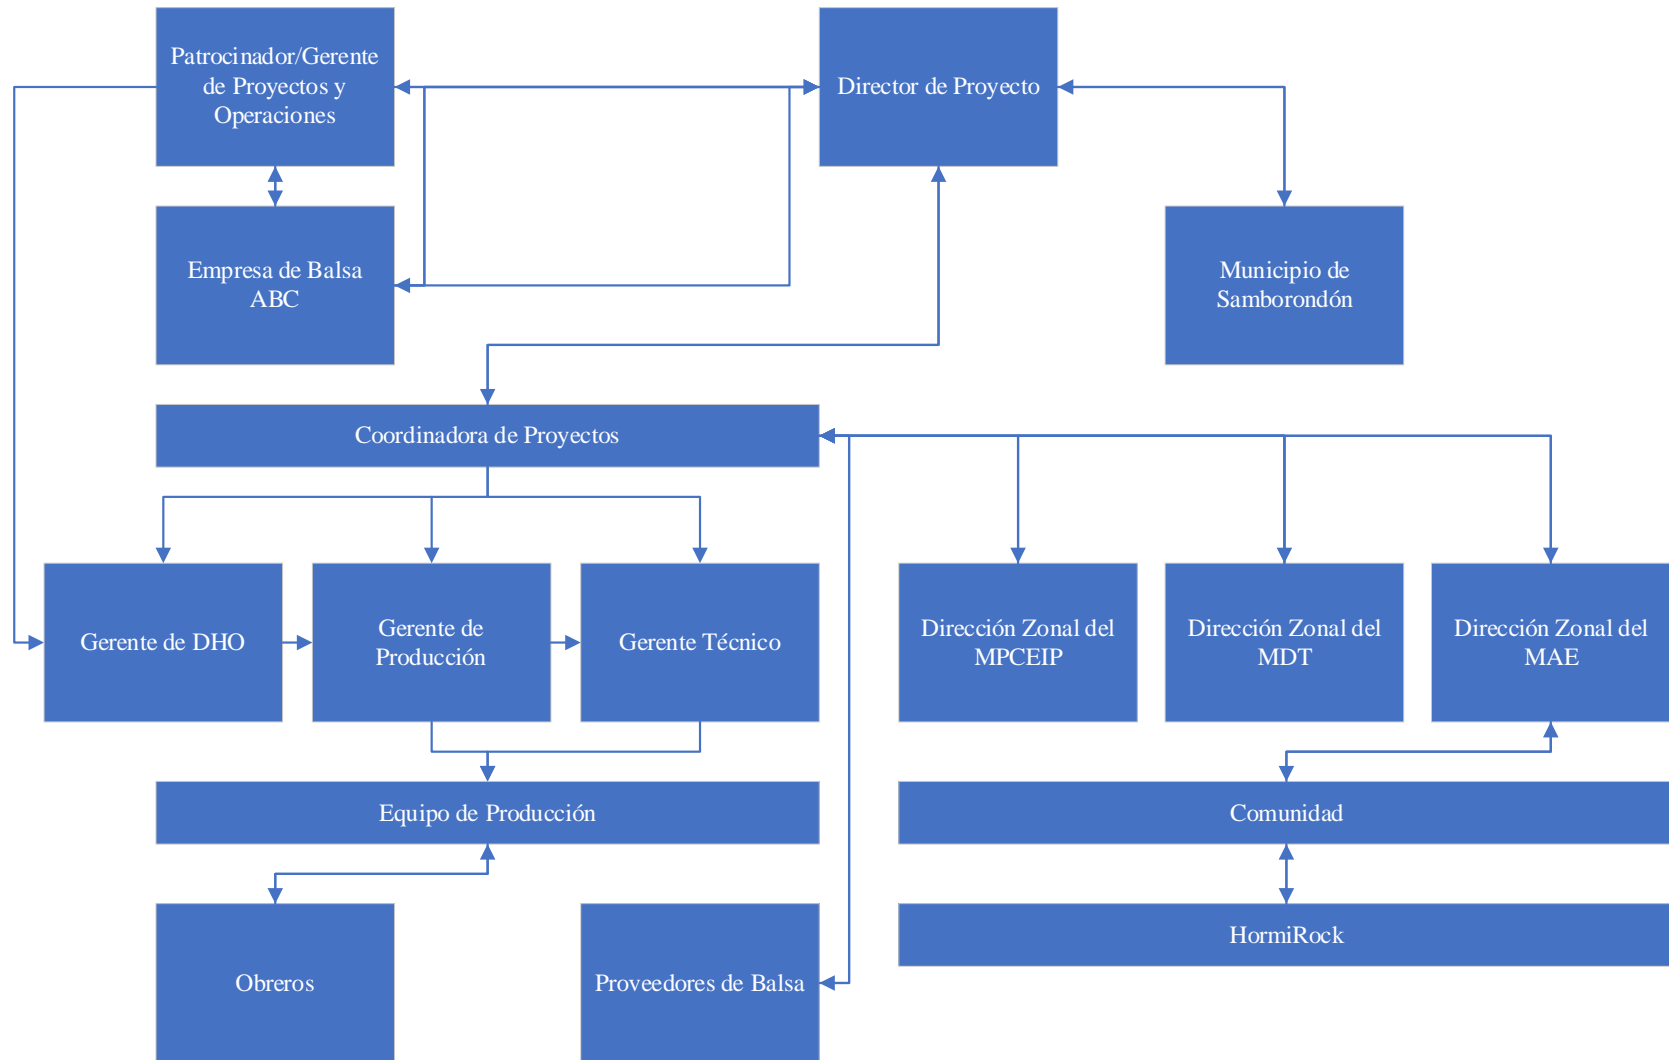 Patrocinador/Gerente
de Proyectos y
Operaciones
Director de Proyecto
Empresa de Balsa
ABC
Municipio de
Samborondón
Coordinadora de Proyectos
Gerente de DHO
Gerente de
Producción
Gerente Técnico
Dirección Zonal del
MPCEIP
Dirección Zonal del
MDT
Dirección Zonal del
MAE
Equipo de Producción
Comunidad
HormiRock
Obreros
Proveedores de Balsa